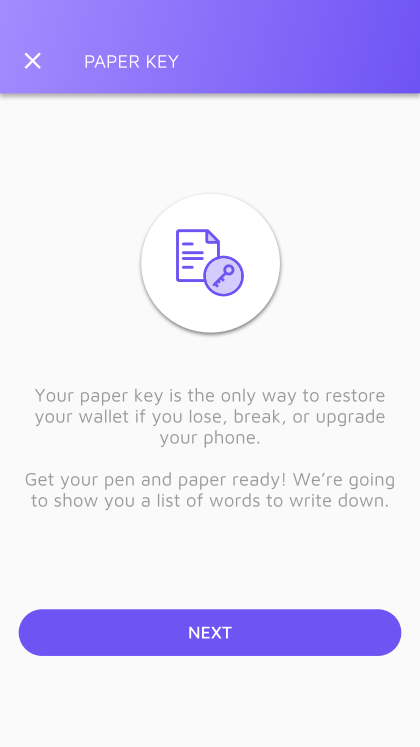 PAPER KEY
Your paper key is the only way to restore
your wallet if you lose, break, or upgrade
your phone.
Get your pen and paper ready! We’re going
to show you a list of words to write down.
NEXT